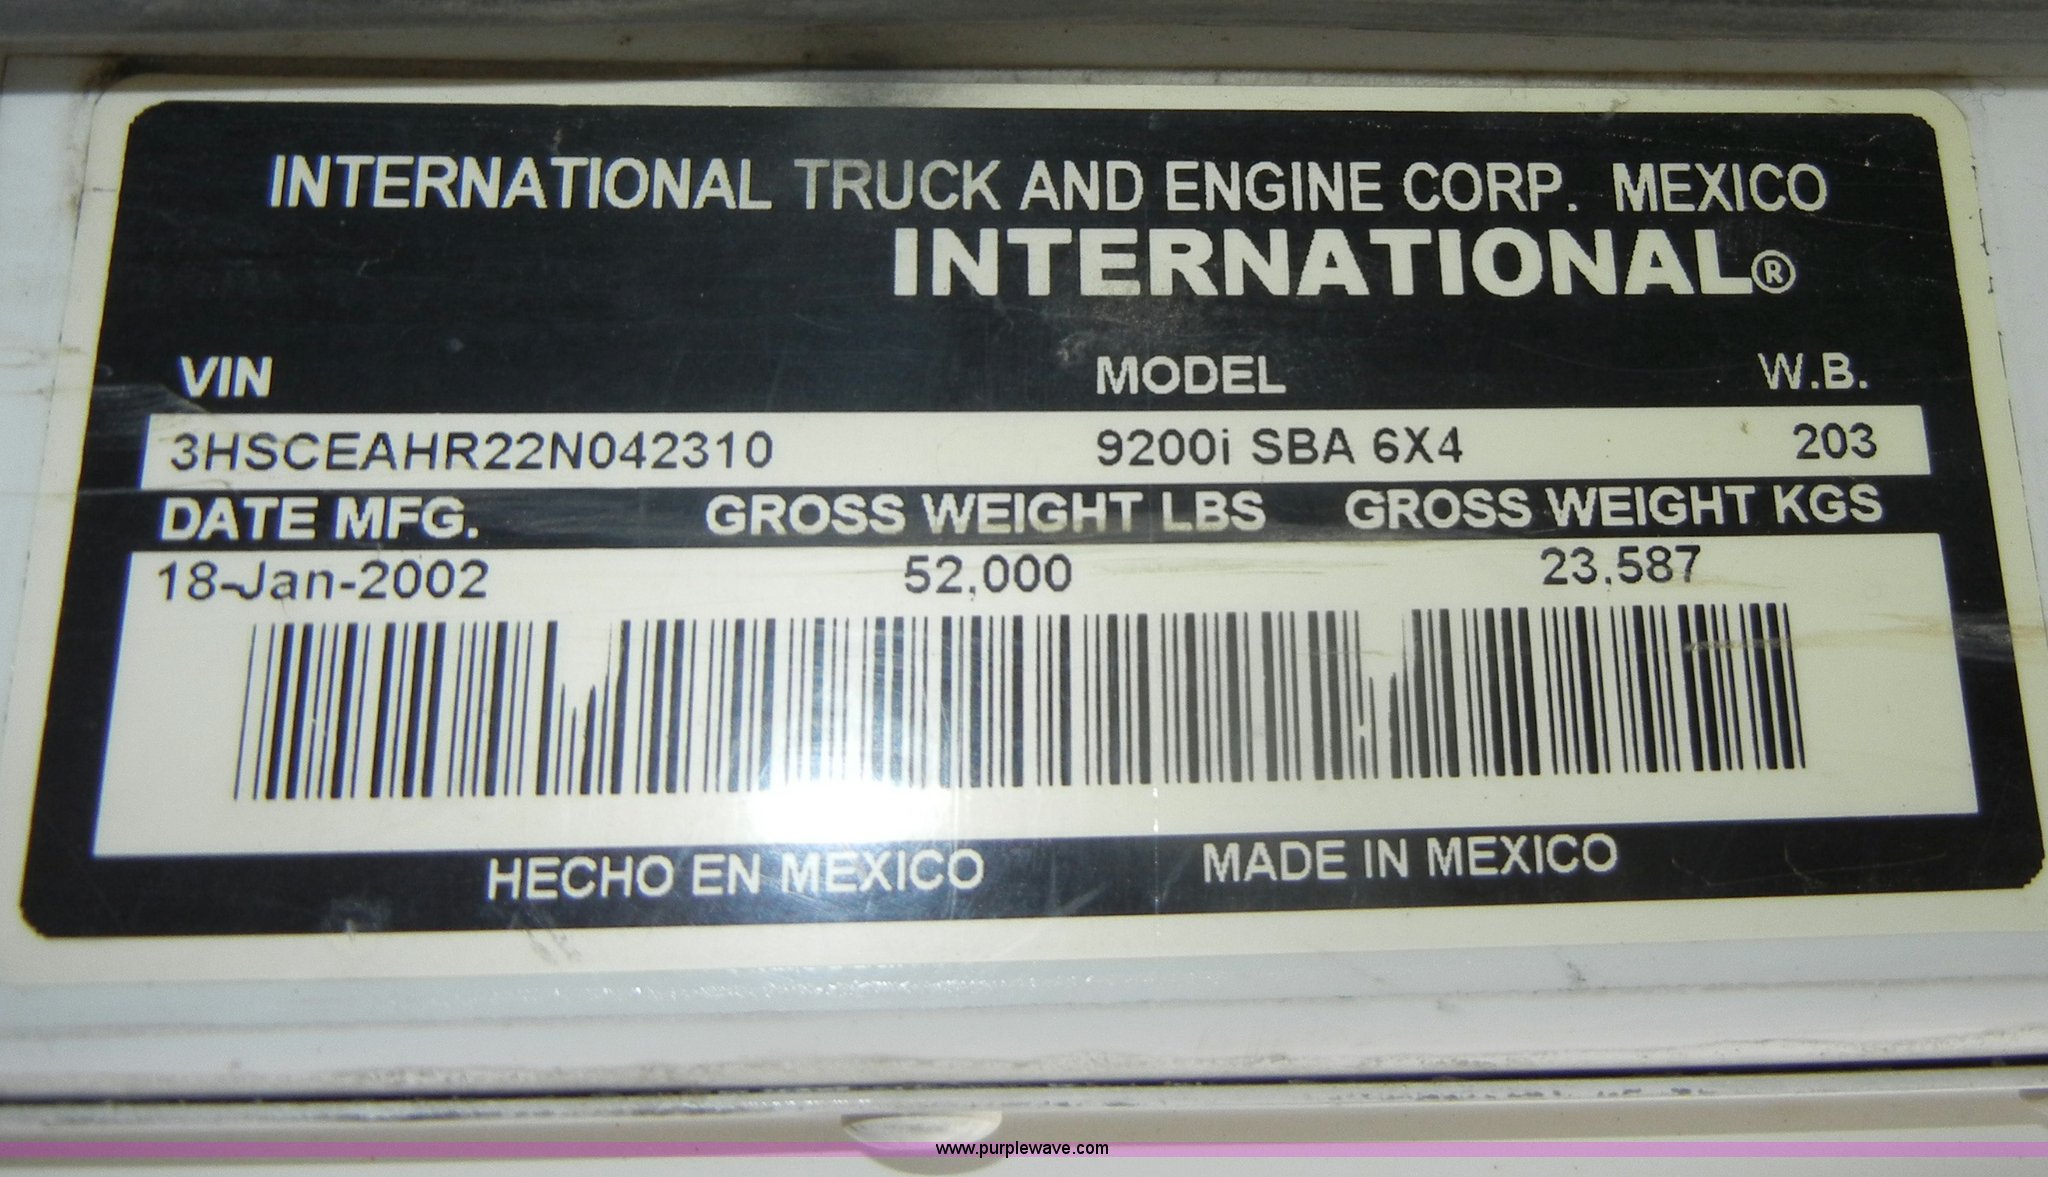 INTERNATIONAL TRUCK AND ENGINE CORP. MEXICO
INTERNATIONAL®
VIN MODEL W.B.
3HSCEAHR22N042310 9200i SBA 6X4 203
DATE MFG. GROSS WEIGHT LBS GROSS WEIGHT KGS
18-Jan-2002 52,000 23,587
HECHO EN MEXICO MADE IN MEXICO
www.purplewave.com